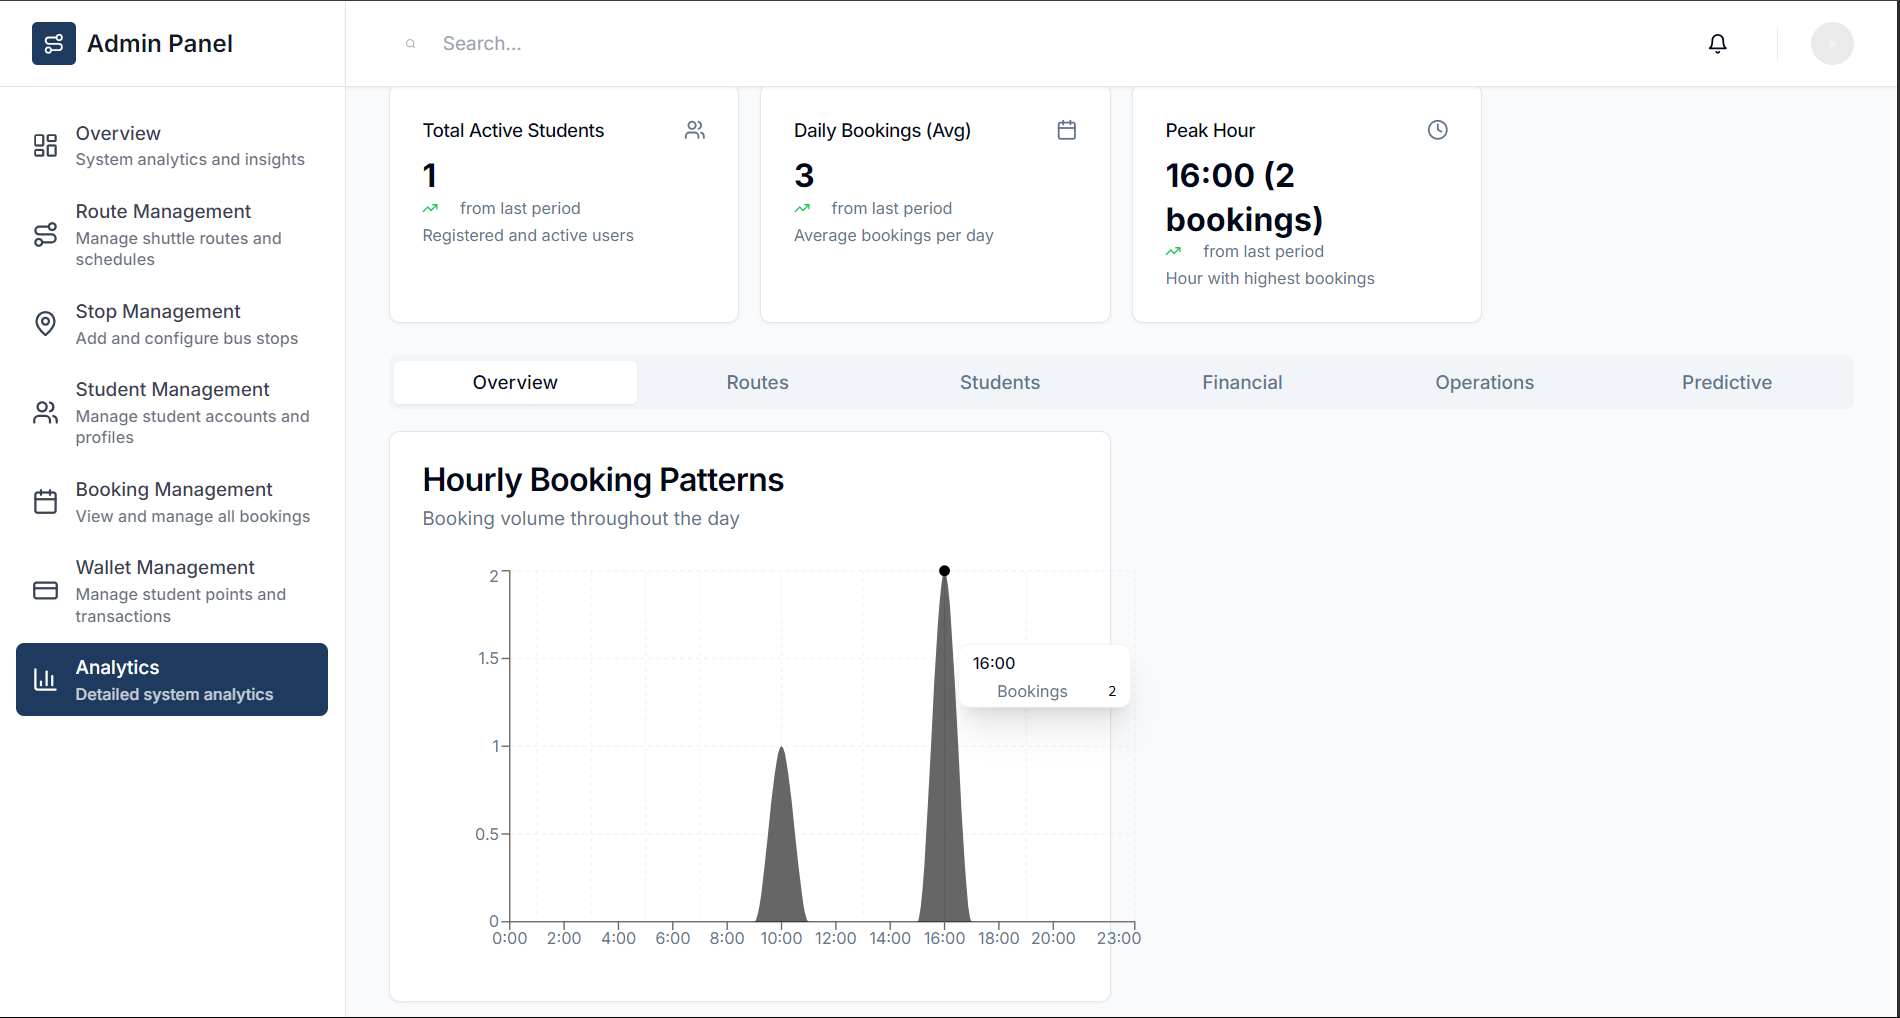 Admin Panel
Search...
Overview
System analytics and insights
Route Management
Manage shuttle routes and
schedules
Stop Management
Add and configure bus stops
Student Management
Manage student accounts and
profiles
Booking Management
View and manage all bookings
Wallet Management
Manage student points and
transactions
Analytics
Detailed system analytics
Total Active Students
1
from last period
Registered and active users
Daily Bookings (Avg)
3
from last period
Average bookings per day
Peak Hour
16:00 (2
bookings)
from last period
Hour with highest bookings
Overview Routes Students Financial Operations Predictive
Hourly Booking Patterns
Booking volume throughout the day
2
1.5
1
0.5
0
16:00
Bookings 2
0:00 2:00 4:00 6:00 8:00 10:00 12:00 14:00 16:00 18:00 20:00 23:00